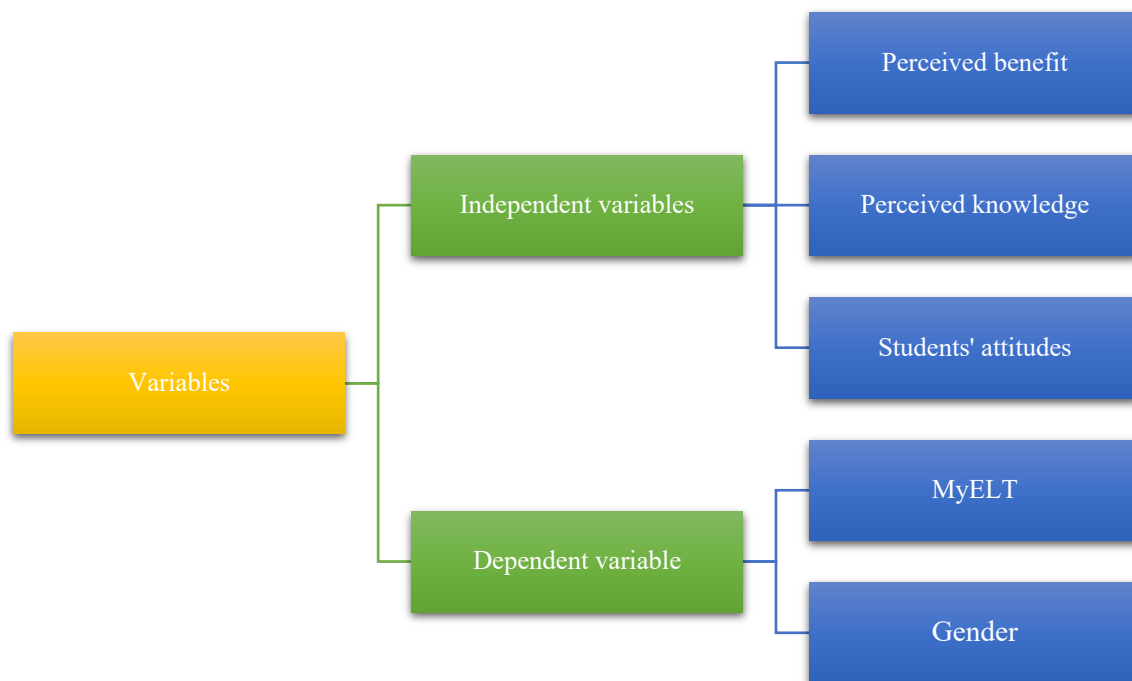 Variables
Independent variables
Perceived benefit
Perceived knowledge
Students' attitudes
Dependent variable
MyELT
Gender